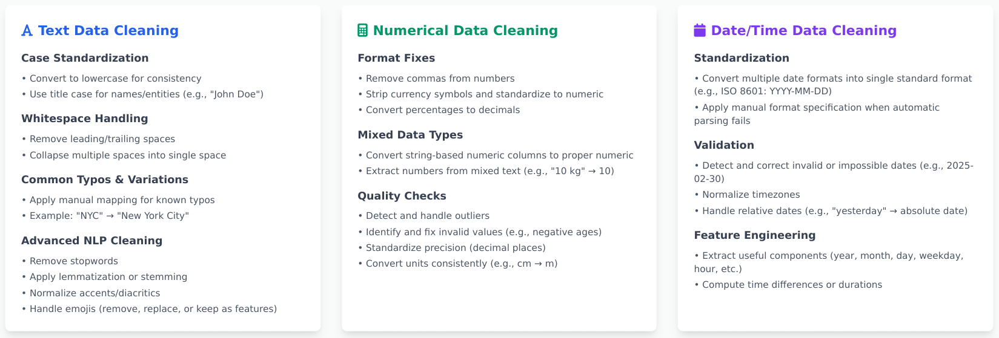 Text Data Cleaning
Case Standardization
• Convert to lowercase for consistency
• Use title case for names/entities (e.g., "John Doe")
Whitespace Handling
• Remove leading/trailing spaces
• Collapse multiple spaces into single space
Common Typos & Variations
• Apply manual mapping for known typos
• Example: "NYC" → "New York City"
Advanced NLP Cleaning
• Remove stopwords
• Apply lemmatization or stemming
• Normalize accents/diacritics
• Handle emojis (remove, replace, or keep as features)
Numerical Data Cleaning
Format Fixes
• Remove commas from numbers
• Strip currency symbols and standardize to numeric
• Convert percentages to decimals
Mixed Data Types
• Convert string-based numeric columns to proper numeric
• Extract numbers from mixed text (e.g., "10 kg" → 10)
Quality Checks
• Detect and handle outliers
• Identify and fix invalid values (e.g., negative ages)
• Standardize precision (decimal places)
• Convert units consistently (e.g., cm → m)
Date/Time Data Cleaning
Standardization
• Convert multiple date formats into single standard format
(e.g., ISO 8601: YYYY-MM-DD)
• Apply manual format specification when automatic
parsing fails
Validation
• Detect and correct invalid or impossible dates (e.g., 2025-
02-30)
• Normalize timezones
• Handle relative dates (e.g., "yesterday" → absolute date)
Feature Engineering
• Extract useful components (year, month, day, weekday,
hour, etc.)
• Compute time differences or durations